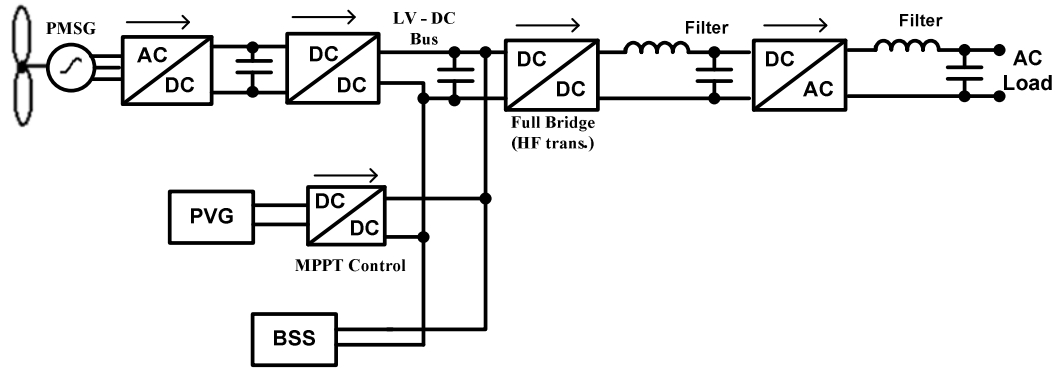 PMSG
AC
DC
DC
DC
LV - DC
Bus
DC
DC
Full Bridge
(HF trans.)
Filter
DC
AC
Filter
AC
Load
PVG
DC
DC
MPPT Control
BSS